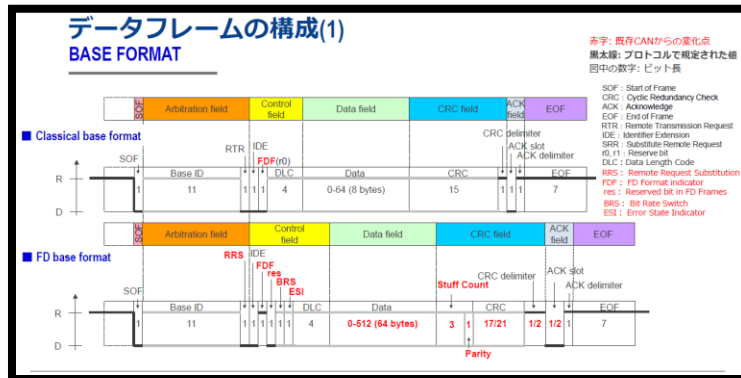 データフレームの構成(1)
BASE FORMAT
赤字: 既存CANからの変化点
黒太線: プロトコルで規定された値
図中の数字: ビット長
SOF : Start of Frame
CRC : Cyclic Redundancy Check
ACK : Acknowledge
EOF : End of Frame
RTR : Remote Transmission Request
IDE : Identifier Extension
SRR : Substitute Remote Request
r0, r1 : Reserve bit
DLC : Data Length Code
RRS : Remote Request Substitution
FDF : FD Format indicator
res : Reserved bit in FD Frames
BRS : Bit Rate Switch
ESI : Error State Indicator
SOF Arbitration field Control field Data field CRC field ACK field EOF
■ Classical base format
SOF RTR IDE FDF(r0) CRC delimiter ACK slot ACK delimiter
Base ID DLC Data CRC EOF
R
1 11 1 1 1 4 0-64 (8 bytes) 15 1 1 1 7
D
SOF Arbitration field Control field Data field CRC field ACK field EOF
■ FD base format
SOF RRS IDE FDF res BRS ESI Stuff Count CRC delimiter ACK slot ACK delimiter
Base ID DLC Data CRC EOF
R
1 11 1 1 1 1 1 1 4 0-512 (64 bytes) 3 1 17/21 1/2 1/2 1 7
D
Parity